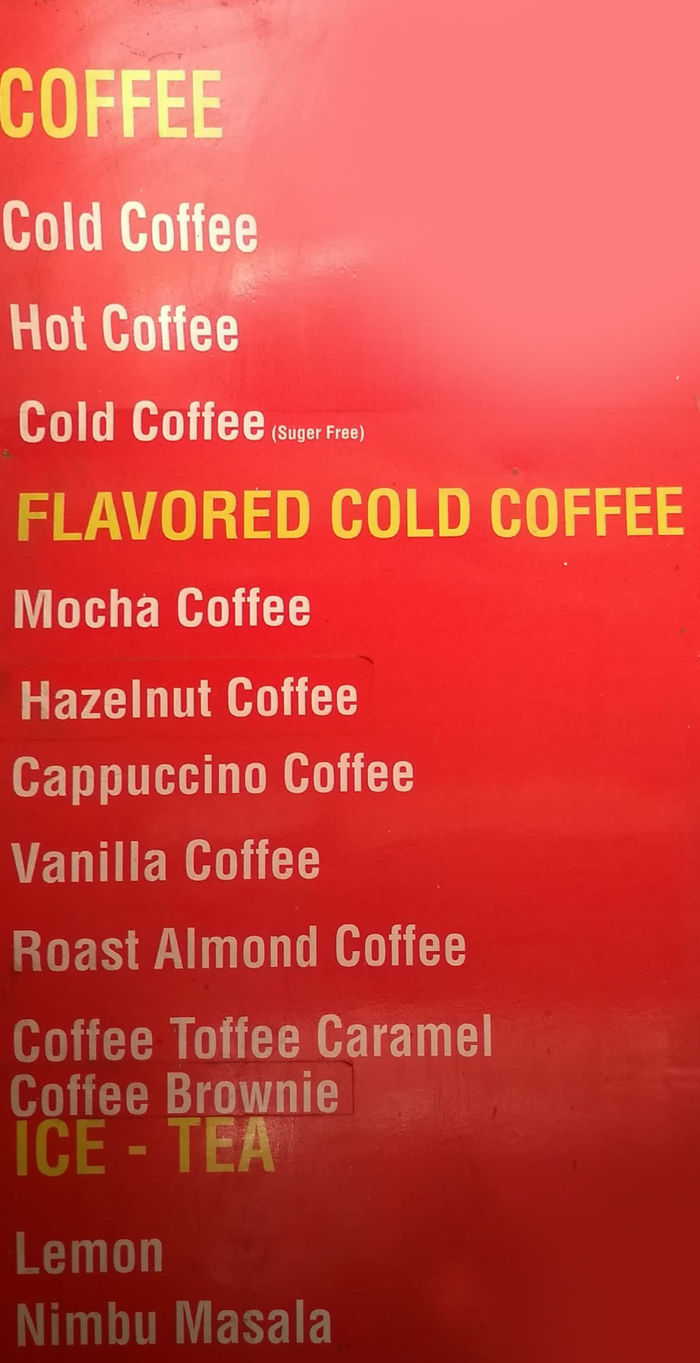 COFFEE
Cold Coffee
Hot Coffee
Cold Coffee (Suger Free)
FLAVORED COLD COFFEE
Mocha Coffee
Hazelnut Coffee
Cappuccino Coffee
Vanilla Coffee
Roast Almond Coffee
Coffee Toffee Caramel
Coffee Brownie
ICE - TEA
Lemon
Nimbu Masala